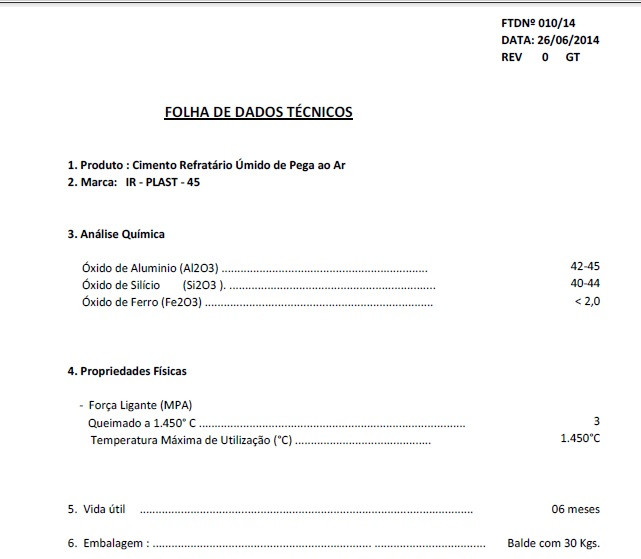 FTDNº 010/14
DATA: 26/06/2014
REV 0 GT
FOLHA DE DADOS TÉCNICOS
1. Produto : Cimento Refratário Úmido de Pega ao Ar
2. Marca: IR - PLAST - 45
3. Análise Química
Óxido de Aluminio (Al2O3) ........................................................... 42-45
Óxido de Silício (Si2O3 ). ........................................................... 40-44
Óxido de Ferro (Fe2O3) ................................................................. < 2,0
4. Propriedades Físicas
- Força Ligante (MPA)
Queimado a 1.450° C ............................................................................ 3
Temperatura Máxima de Utilização (°C) ....................................... 1.450°C
5. Vida útil ................................................................................................ 06 meses
6. Embalagem : ............................................................... ................................ Balde com 30 Kgs.